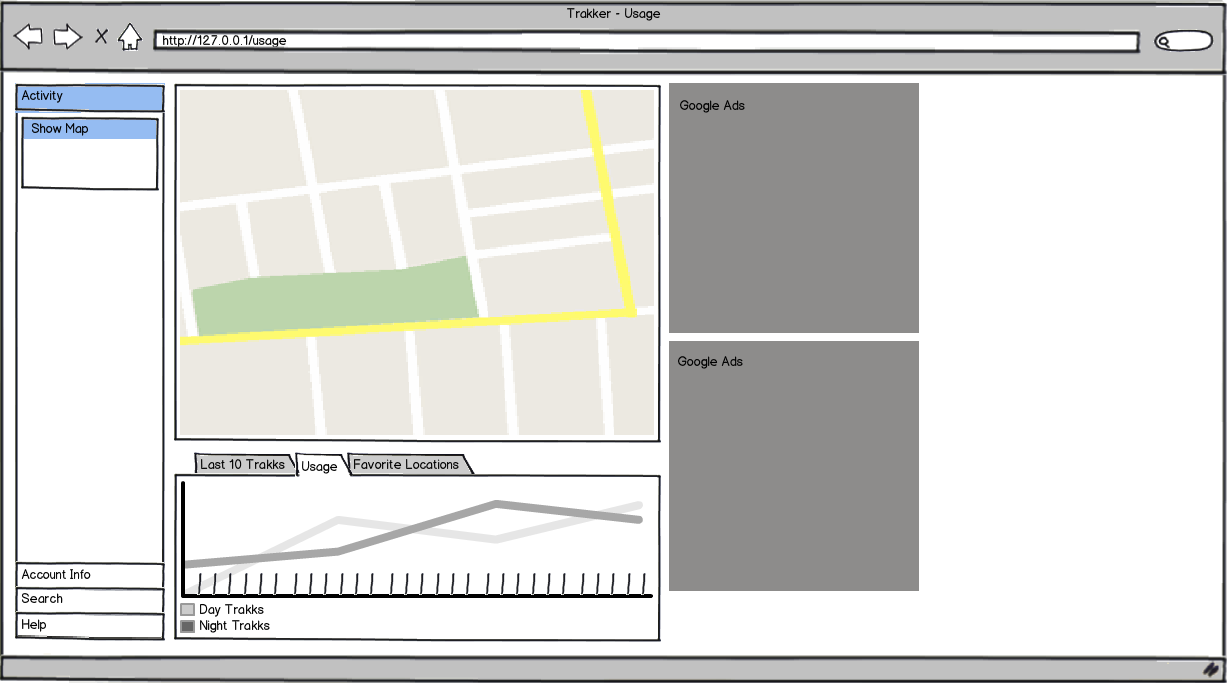 Trakker - Usage
http://127.0.0.1/usage
Activity
Show Map
Account Info
Search
Help
Google Ads
Google Ads
Last 10 Trakks
Usage
Favorite Locations
Day Trakks
Night Trakks